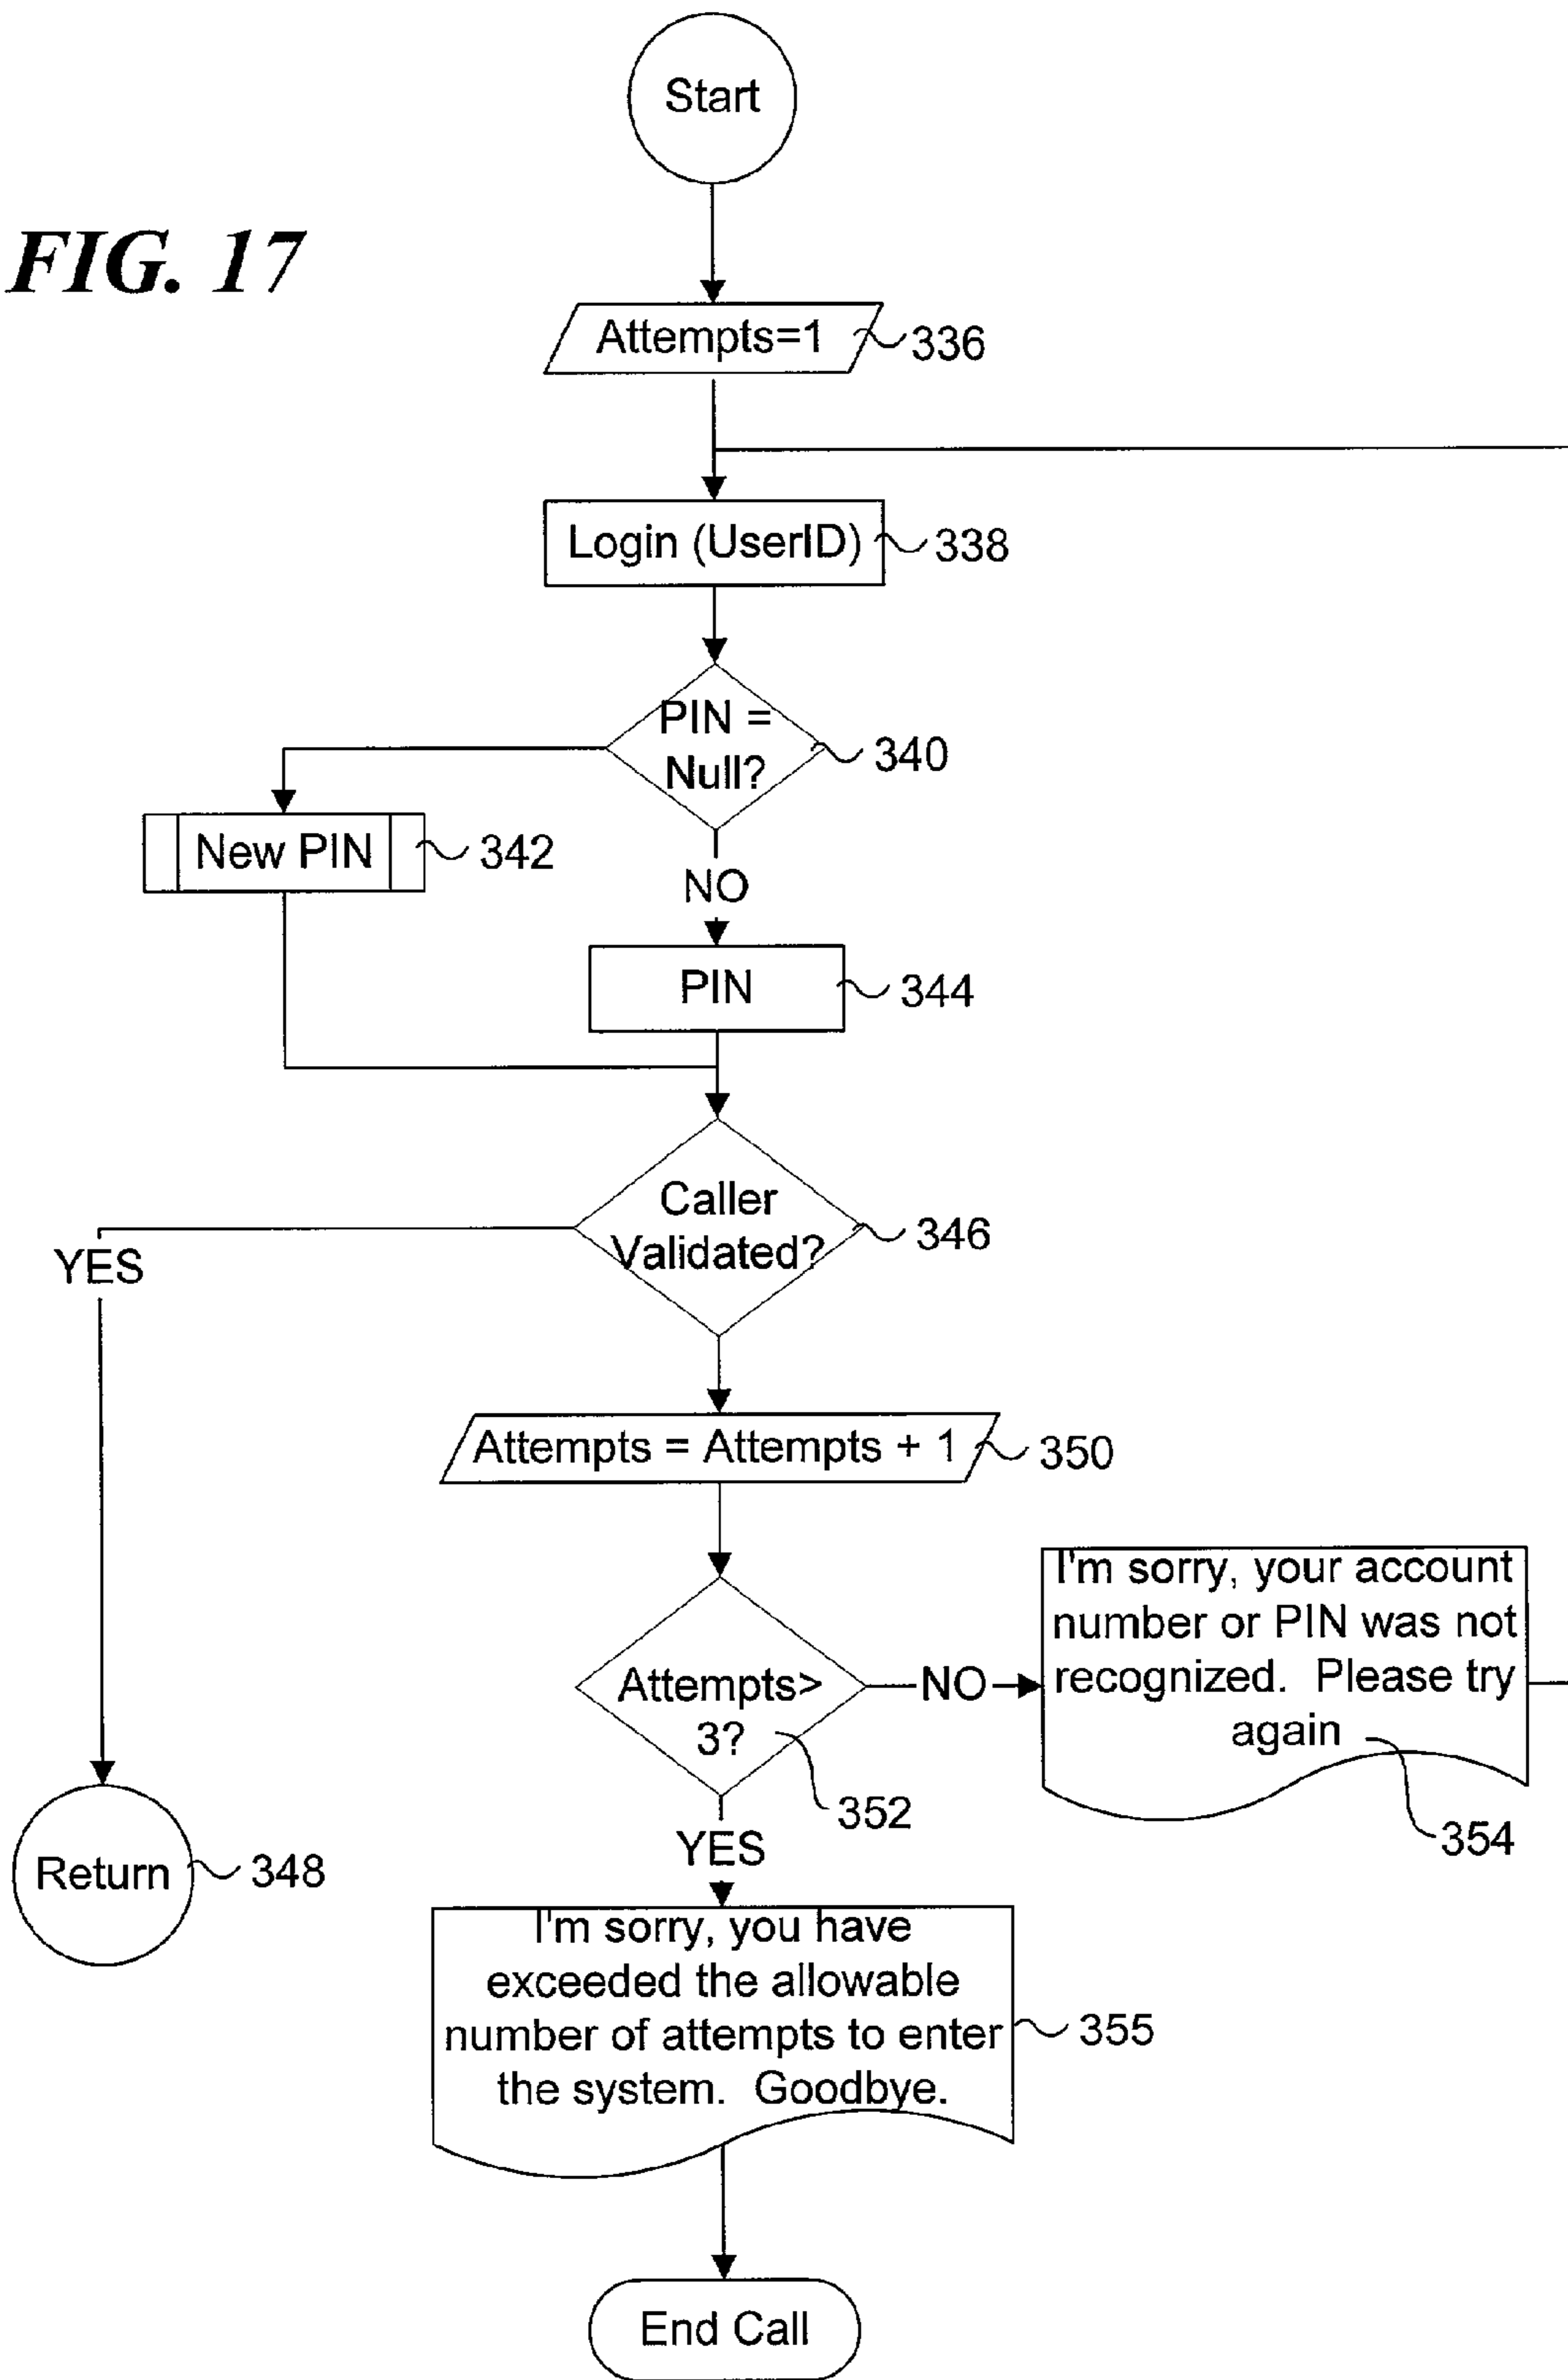 Start
FIG. 17
Attempts=1
336
Login (UserID)
338
PIN =
Null?
340
New PIN
342
NO
PIN
344
Caller
Validated?
346
YES
Attempts = Attempts + 1
350
Attempts>
3?
352
NO
I'm sorry, your account
number or PIN was not
recognized. Please try
again
354
YES
Return
348
I'm sorry, you have
exceeded the allowable
number of attempts to enter
the system. Goodbye.
355
End Call